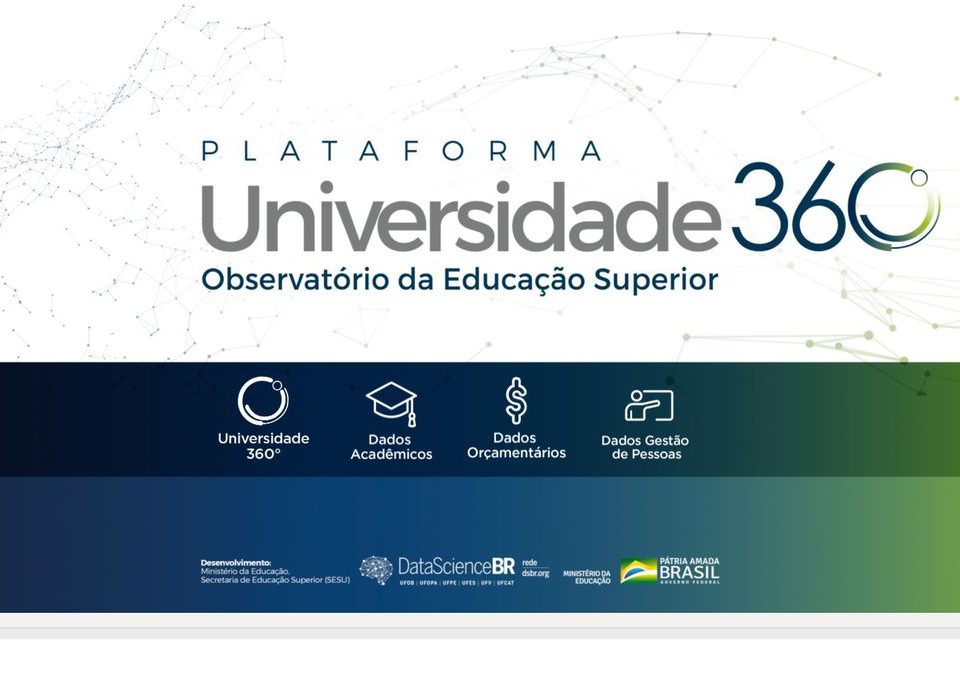 PLATAFORMA
Universidade 360
Observatório da Educação Superior
Universidade
360°
Dados
Acadêmicos
Dados
Orçamentários
Dados Gestão
de Pessoas
Desenvolvimento:
Ministério da Educação,
Secretaria de Educação Superior (SESU)
DataScienceBR
UFOB | UFOPA | UFPE | UFES | UFV | UFCAT
rede
dsbr.org
MINISTÉRIO DA
EDUCAÇÃO
PÁTRIA AMADA
BRASIL
GOVERNO FEDERAL